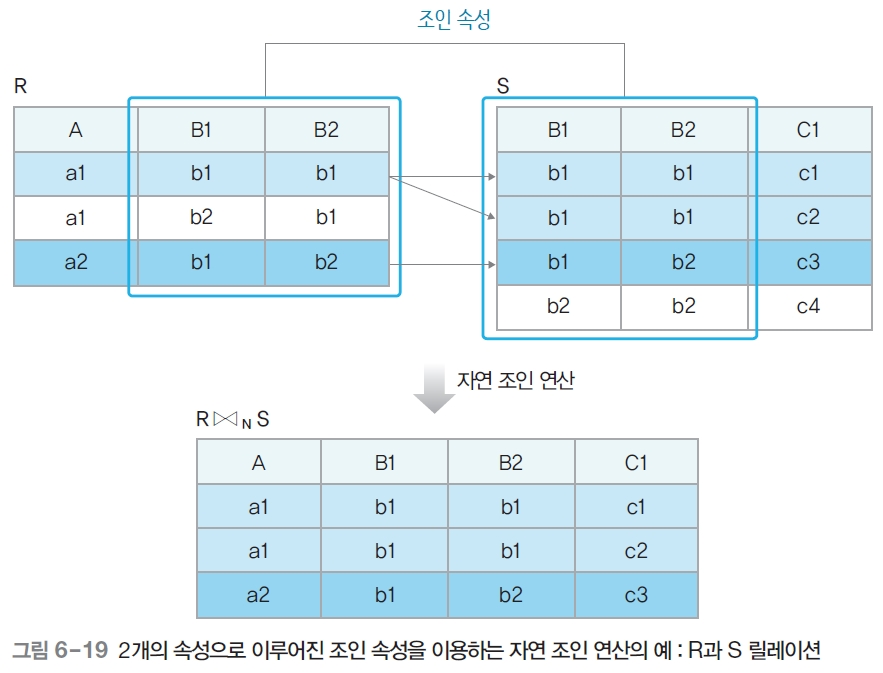 조인 속성
R
A B1 B2
a1 b1 b1
a1 b2 b1
a2 b1 b2
S
B1 B2 C1
b1 b1 c1
b1 b1 c2
b1 b2 c3
b2 b2 c4
자연 조인 연산
R⋈N S
A B1 B2 C1
a1 b1 b1 c1
a1 b1 b1 c2
a2 b1 b2 c3
그림 6-19 2개의 속성으로 이루어진 조인 속성을 이용하는 자연 조인 연산의 예 : R과 S 릴레이션